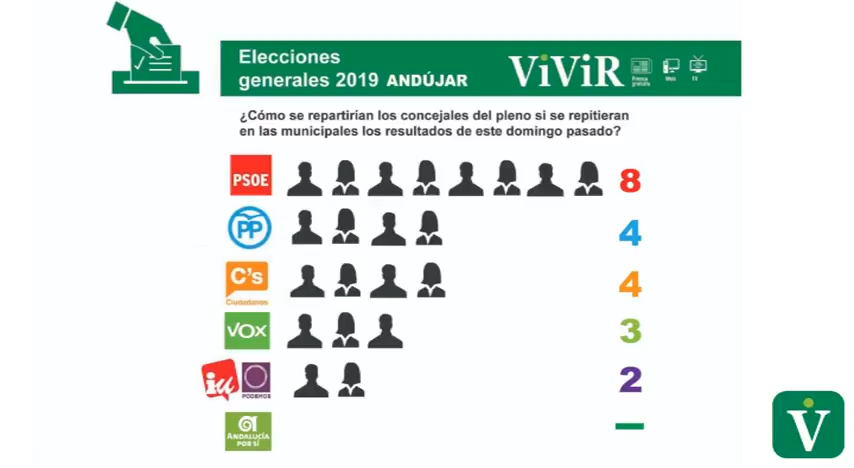 Elecciones
generales 2019 ANDÚJAR
ViViR
Prensa gratuita
Web
TV
¿Cómo se repartirían los concejales del pleno si se repitieran
en las municipales los resultados de este domingo pasado?
PSOE
8
PP
4
C's
Ciudadanos
4
VOX
3
iu
PODEMOS
2
ANDALUCÍA
POR SÍ
—
V